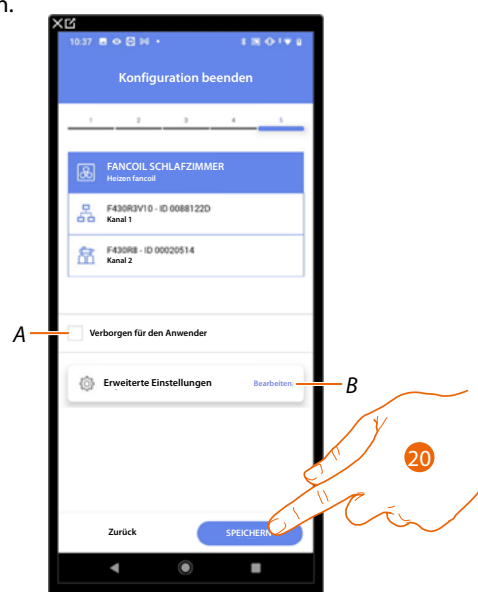 n.
10:37
Konfiguration beenden
1 2 3 4 5
FANCOIL SCHLAFZIMMER
Heizen fancoil
F430R3V10 - ID 0088122D
Kanal 1
F430R8 - ID 00020514
Kanal 2
A
Verborgen für den Anwender
Erweiterte Einstellungen
Bearbeiten
B
20
Zurück
SPEICHERN